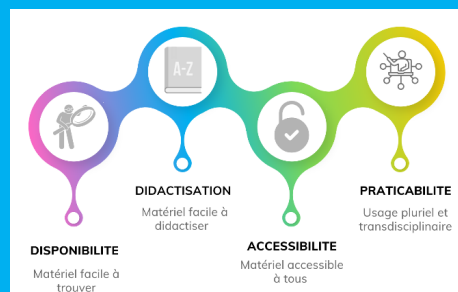 A-Z
DISPONIBILITE
Matériel facile à
trouver
DIDACTISATION
Matériel facile à
didactiser
ACCESSIBILITE
Matériel accessible
à tous
PRATICABILITE
Usage pluriel et
transdisciplinaire